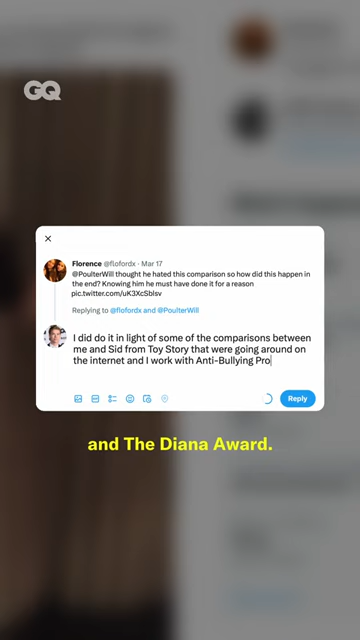 GQ
Florence @flofordx · Mar 17
@PoulterWill thought he hated this comparison so how did this happen in
the end? Knowing him he must have done it for a reason
pic.twitter.com/uK3XcSblsv
Replying to @flofordx and @PoulterWill
I did do it in light of some of the comparisons between
me and Sid from Toy Story that were going around on
the internet and I work with Anti-Bullying Pro
Reply
and The Diana Award.